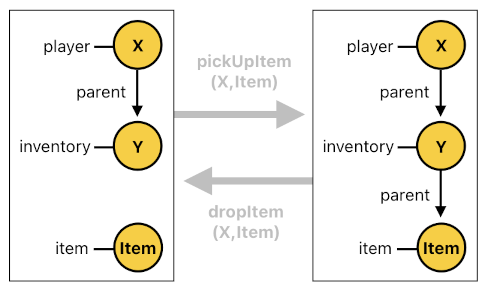 player X
parent
inventory Y
item Item
pickUpItem
(X,Item)
dropItem
(X,Item)
player X
parent
inventory Y
parent
item Item